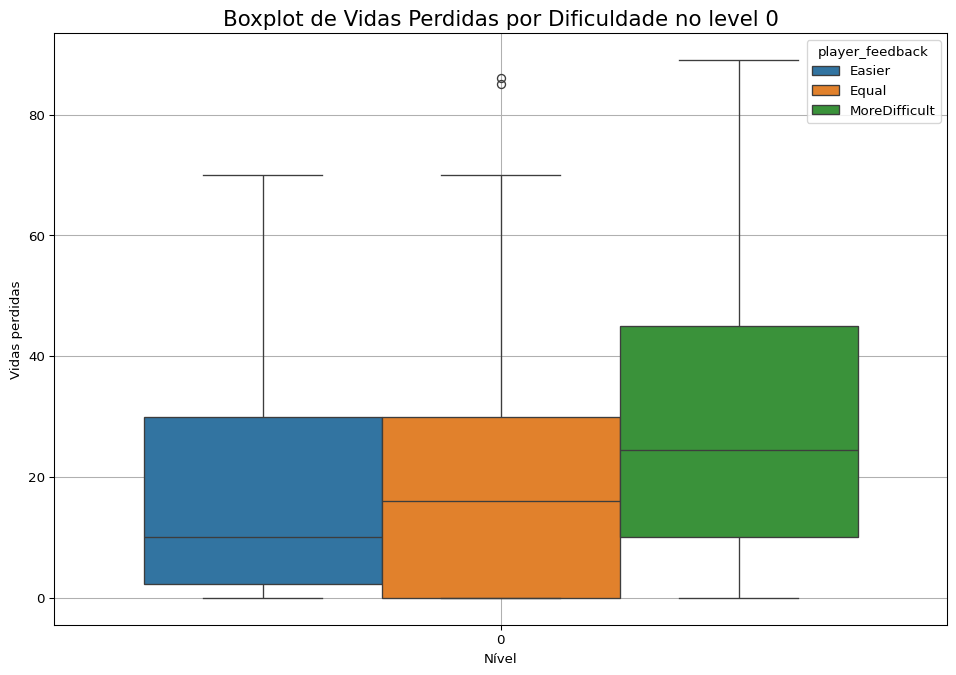 Boxplot de Vidas Perdidas por Dificuldade no level 0
player_feedback
Easier
Equal
MoreDifficult
80
60
40
20
0
Vidas perdidas
0
Nível